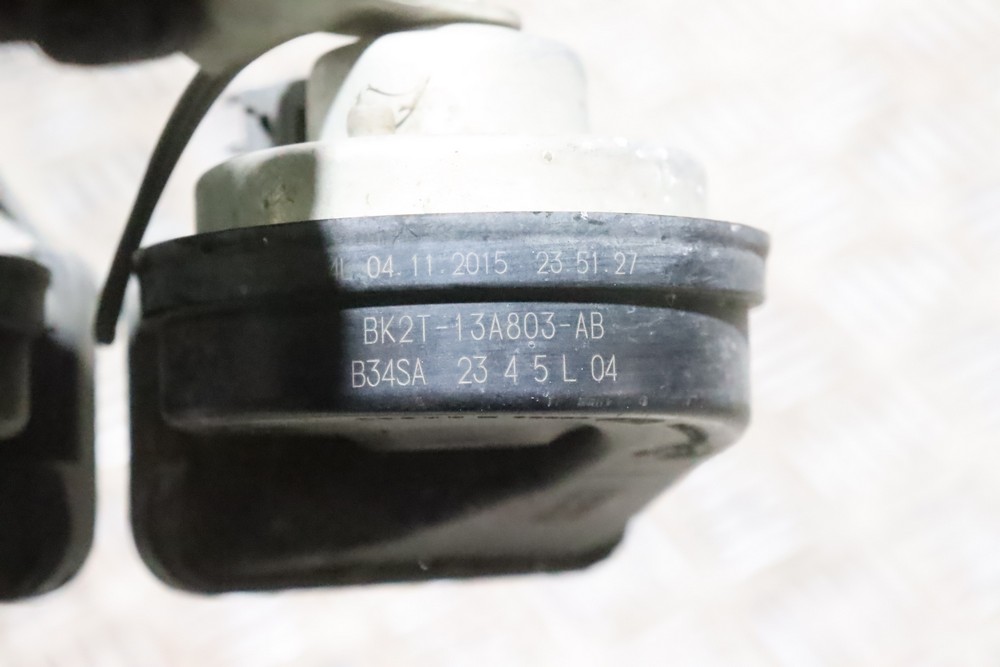 04.11.2015 23 51.27
BK2T-13A803-AB
B34SA 23 4 5 L 04